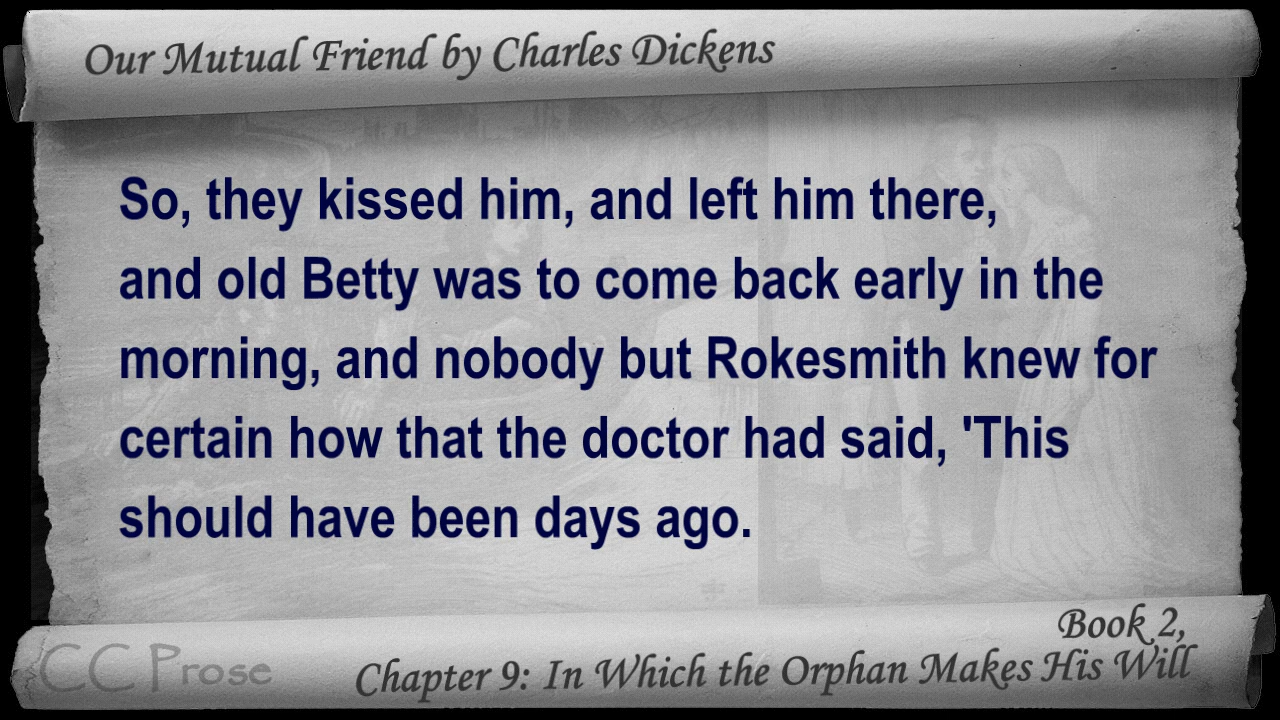 Our Mutual Friend by Charles Dickens
So, they kissed him, and left him there,
and old Betty was to come back early in the
morning, and nobody but Rokesmith knew for
certain how that the doctor had said, 'This
should have been days ago.
Book 2,
CC Prose
Chapter 9: In Which the Orphan Makes His Will